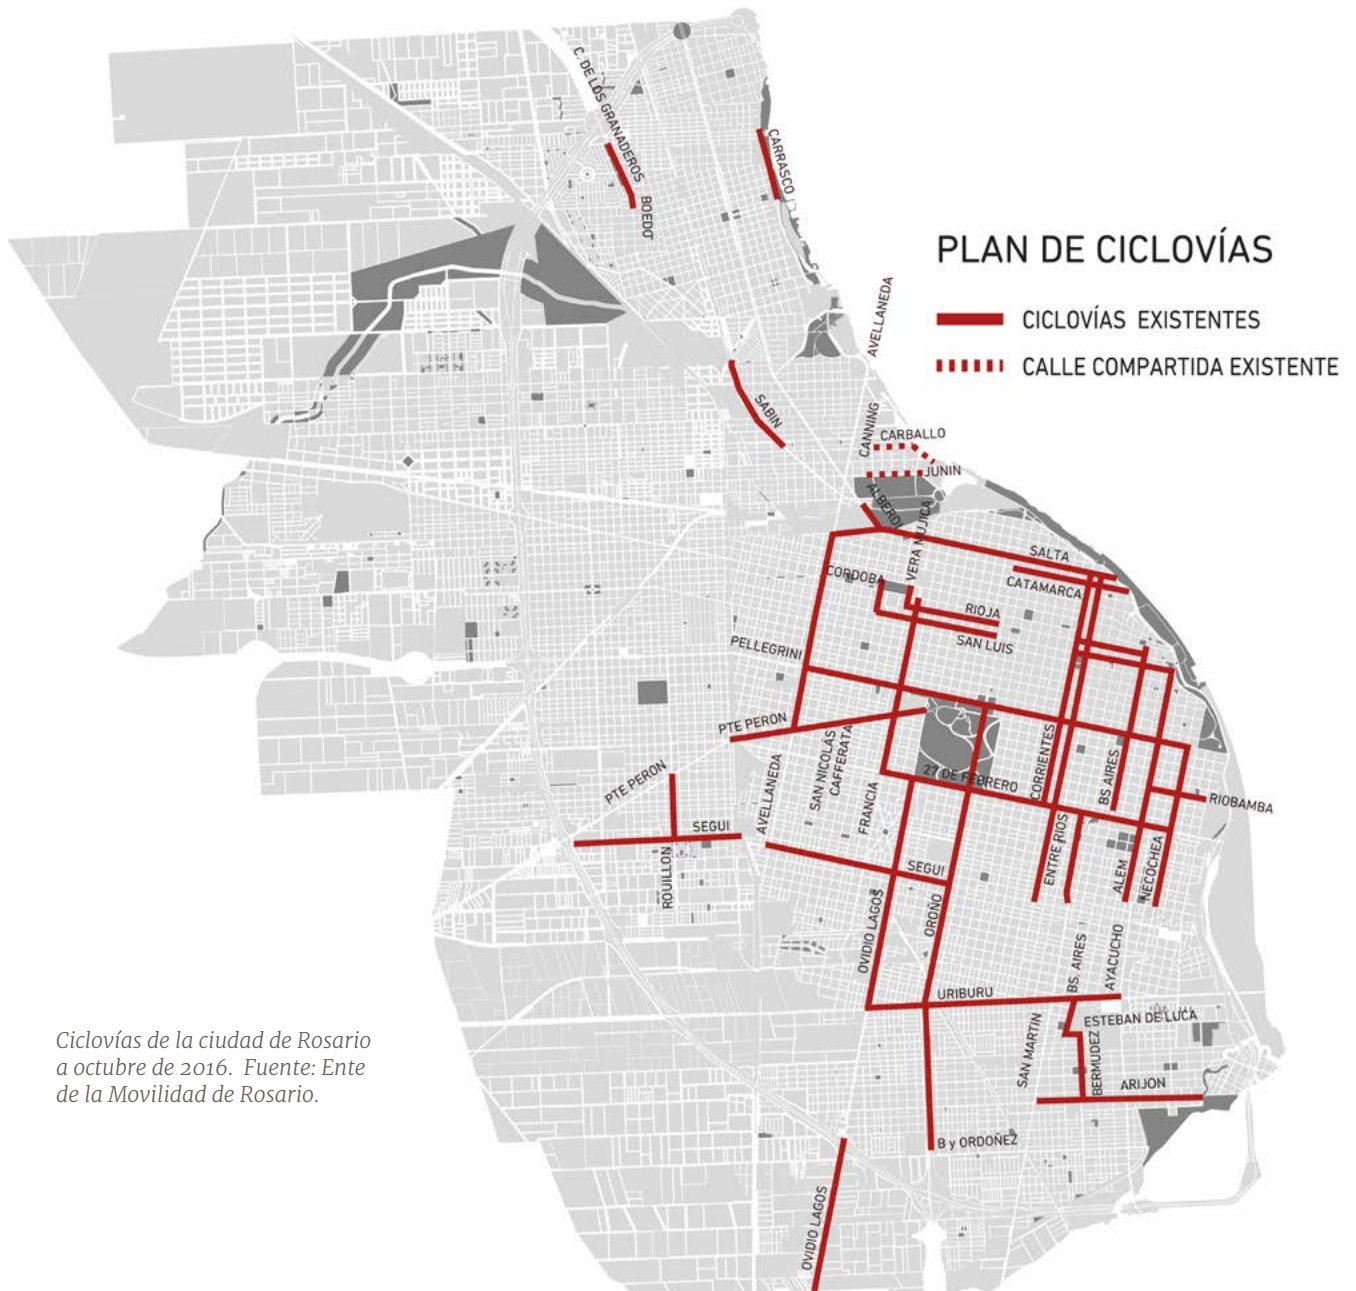 C. DE LOS GRANADEROS
BOEDO
CARRASCO
PLAN DE CICLOVÍAS
CICLOVÍAS EXISTENTES
CALLE COMPARTIDA EXISTENTE
AVELLANEDA
SABIN
CANNING
CARBALLO
JUNIN
ALBERDI
VERA MUJICA
SALTA
CATAMARCA
CORDOBA
RIOJA
SAN LUIS
PELLEGRINI
PTE PERON
SAN NICOLÁS
CAFFERATA
AVELLANEDA
FRANCIA
27 DE FEBRERO
CORRIENTES
BS AIRES
RIOBAMBA
PTE PERON
SEGUI
ROUILLON
SEGUI
ENTRE RIOS
ALEM
NECOCHEA
OVIDIO LAGOS
OROÑO
BS. AIRES
AYACUCHO
URIBURU
ESTEBAN DE LUCA
SAN MARTIN
BERMUDEZ
ARIJON
B y ORDOÑEZ
OVIDIO LAGOS
Ciclovías de la ciudad de Rosario
a octubre de 2016. Fuente: Ente
de la Movilidad de Rosario.